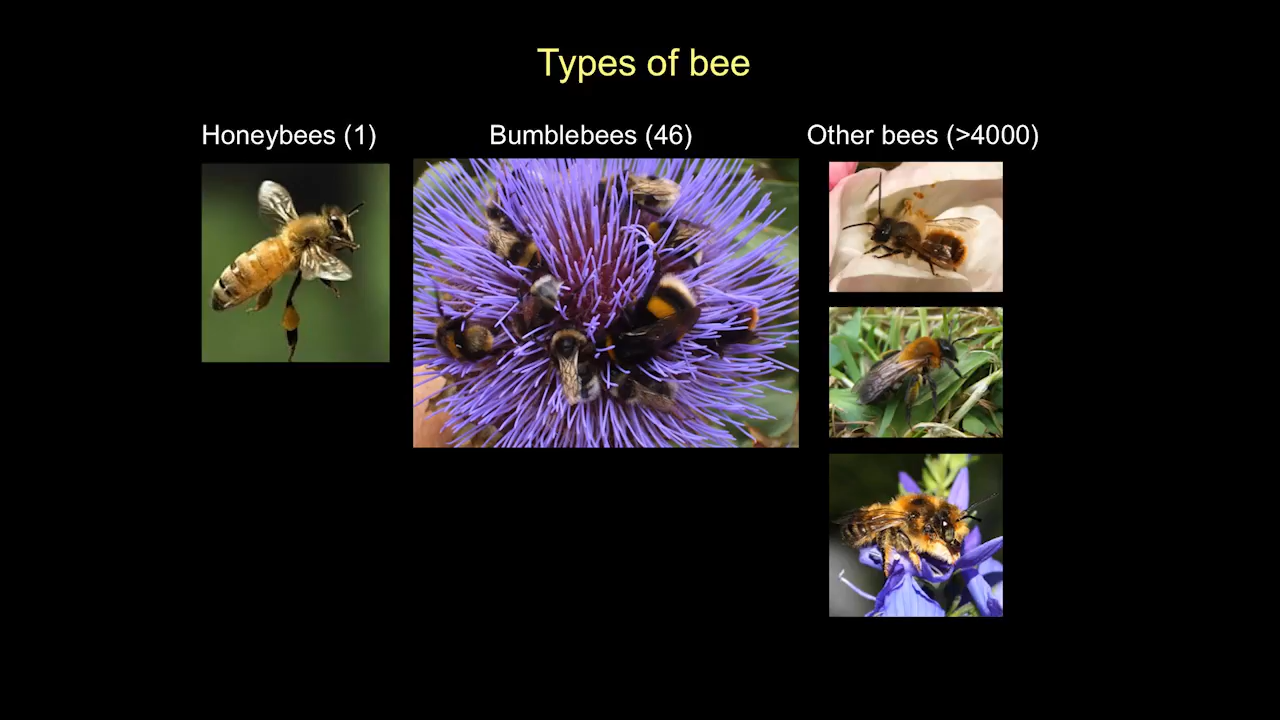 Types of bee
Honeybees (1)
Bumblebees (46)
Other bees (>4000)